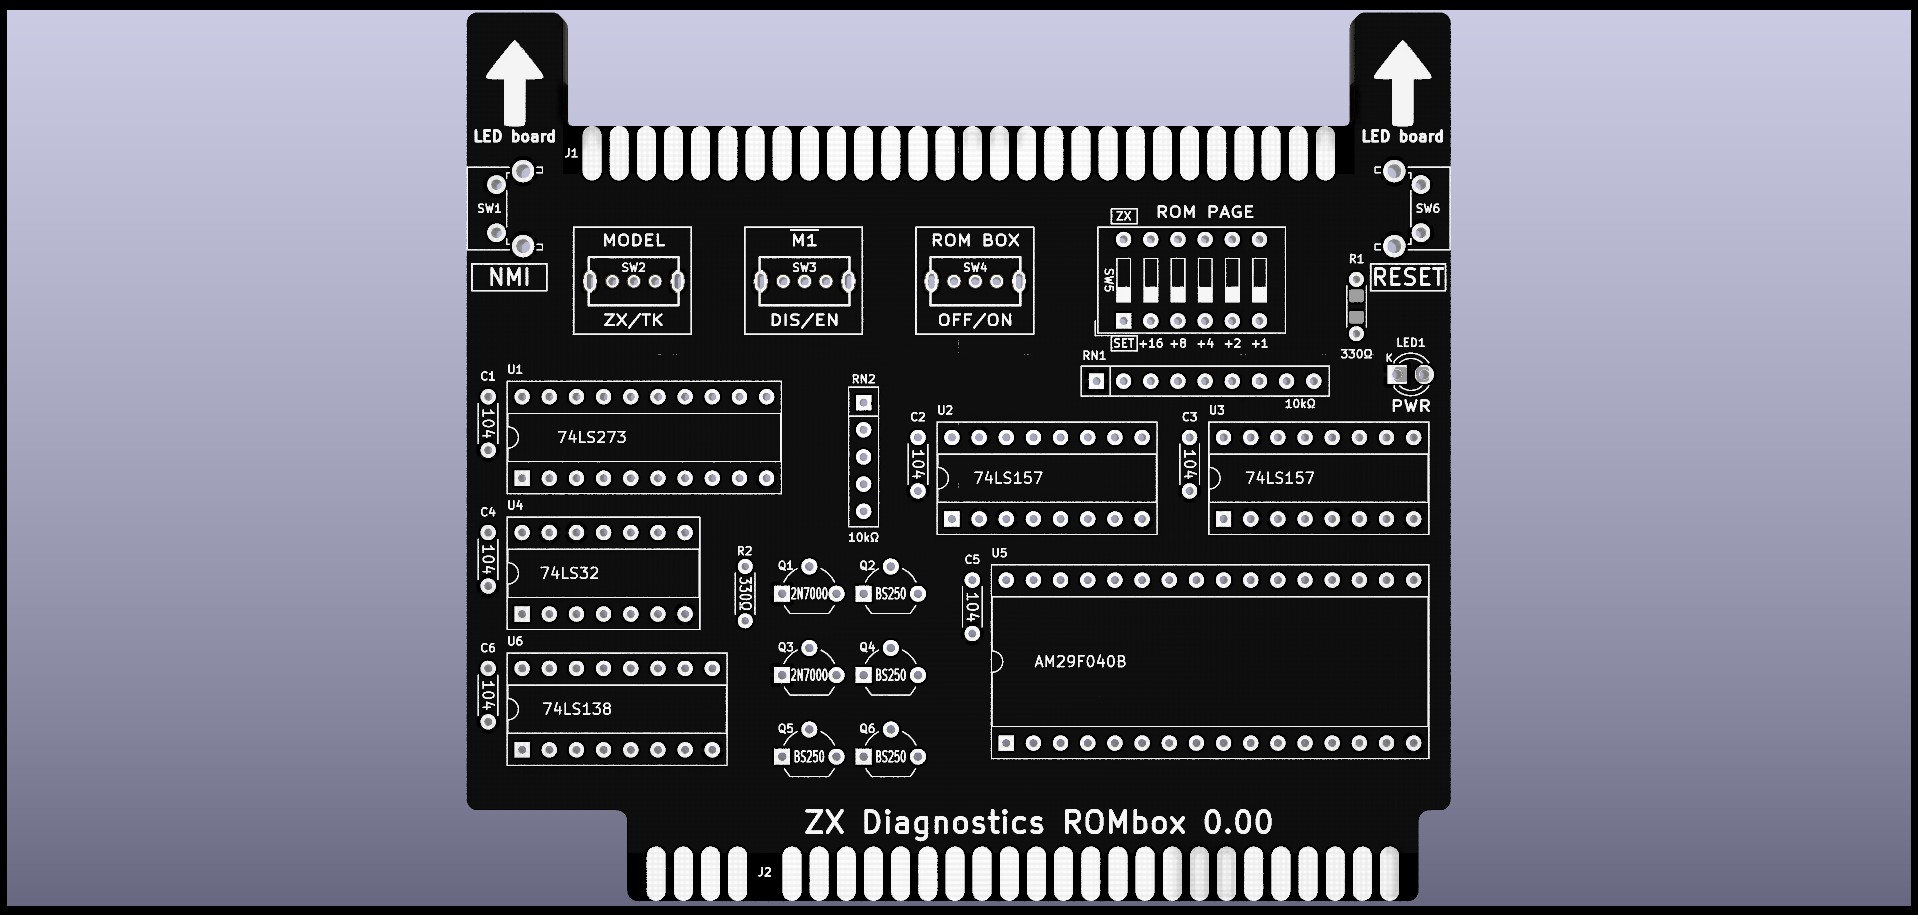 LED board
LED board
J1
SW1
SW6
ZX
ROM PAGE
MODEL
M1
ROM BOX
SW2
SW3
SW4
SW5
NMI
R1
RESET
ZX/TK
DIS/EN
OFF/ON
SET +16 +8 +4 +2 +1
330Ω
LED1
K
RN1
10kΩ
PWR
C1
U1
104
74LS273
RN2
10kΩ
C2
U2
104
74LS157
C3
U3
104
74LS157
C4
U4
104
74LS32
R2
330Ω
Q1
2N7000
Q2
BS250
C5
U5
104
AM29F040B
C6
U6
104
74LS138
Q3
2N7000
Q4
BS250
Q5
BS250
Q6
BS250
ZX Diagnostics ROMbox 0.00
J2